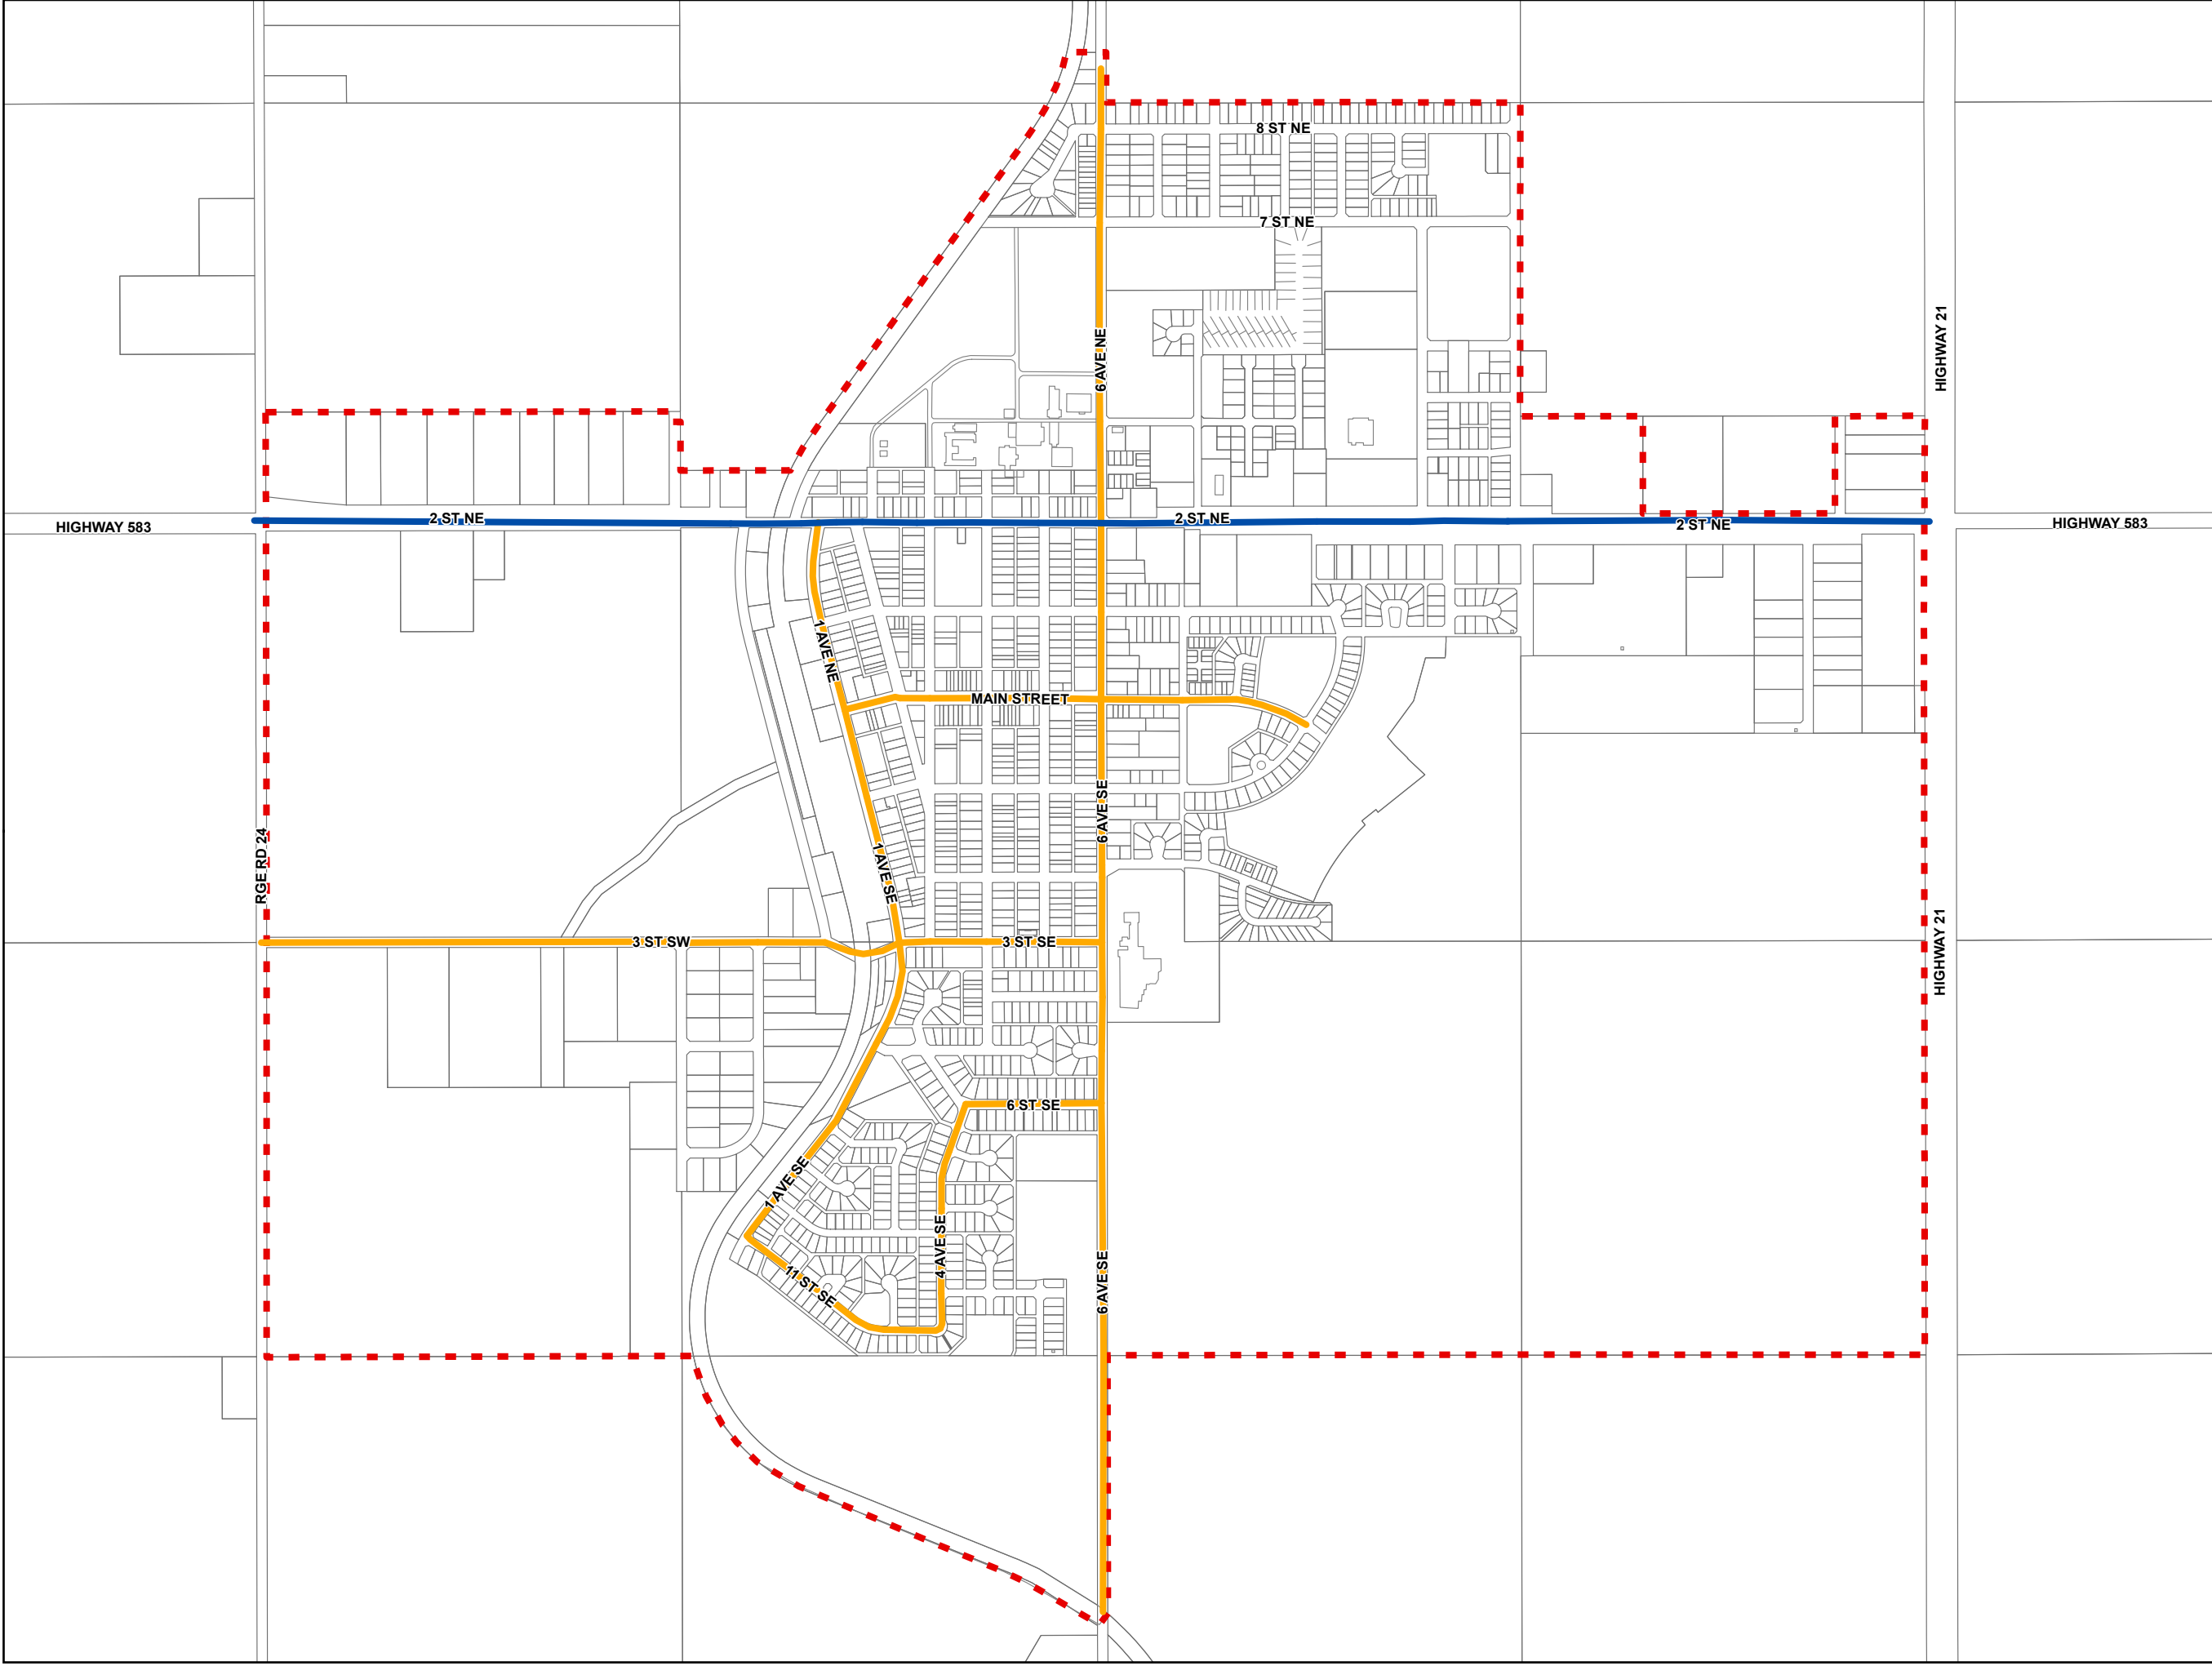 8 ST NE
7 ST NE
HIGHWAY 21
6 AVE NE
2 ST NE
2 ST NE
2 ST NE
HIGHWAY 583
HIGHWAY 583
1 AVE NE
MAIN STREET
6 AVE SE
RGE RD 24
1 AVE SE
3 ST SW
3 ST SE
HIGHWAY 21
6 ST SE
1 AVE SE
4 AVE SE
11 ST SE
6 AVE SE